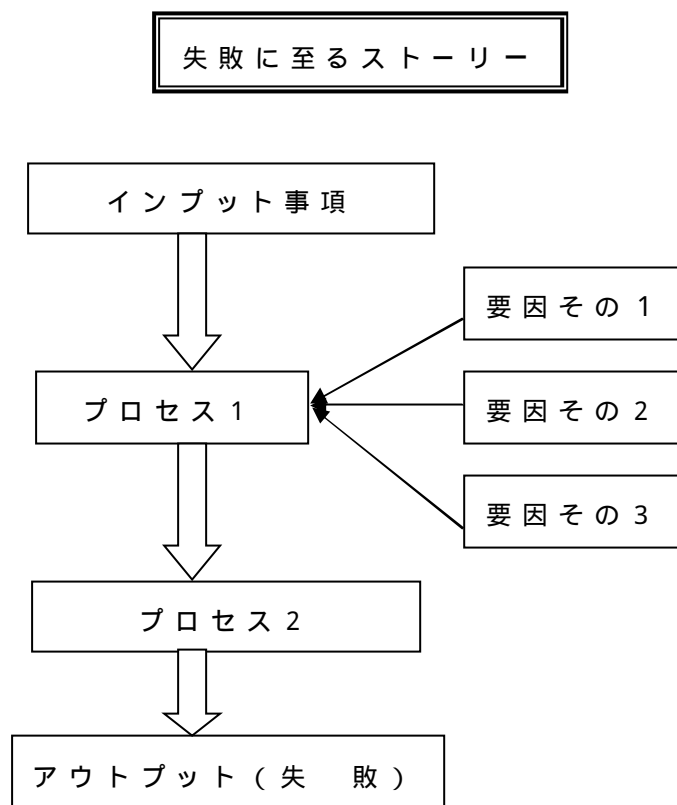 失敗に至るストーリー
インプット事項
要因その1
プロセス1
要因その2
要因その3
プロセス2
アウトプット(失　敗)